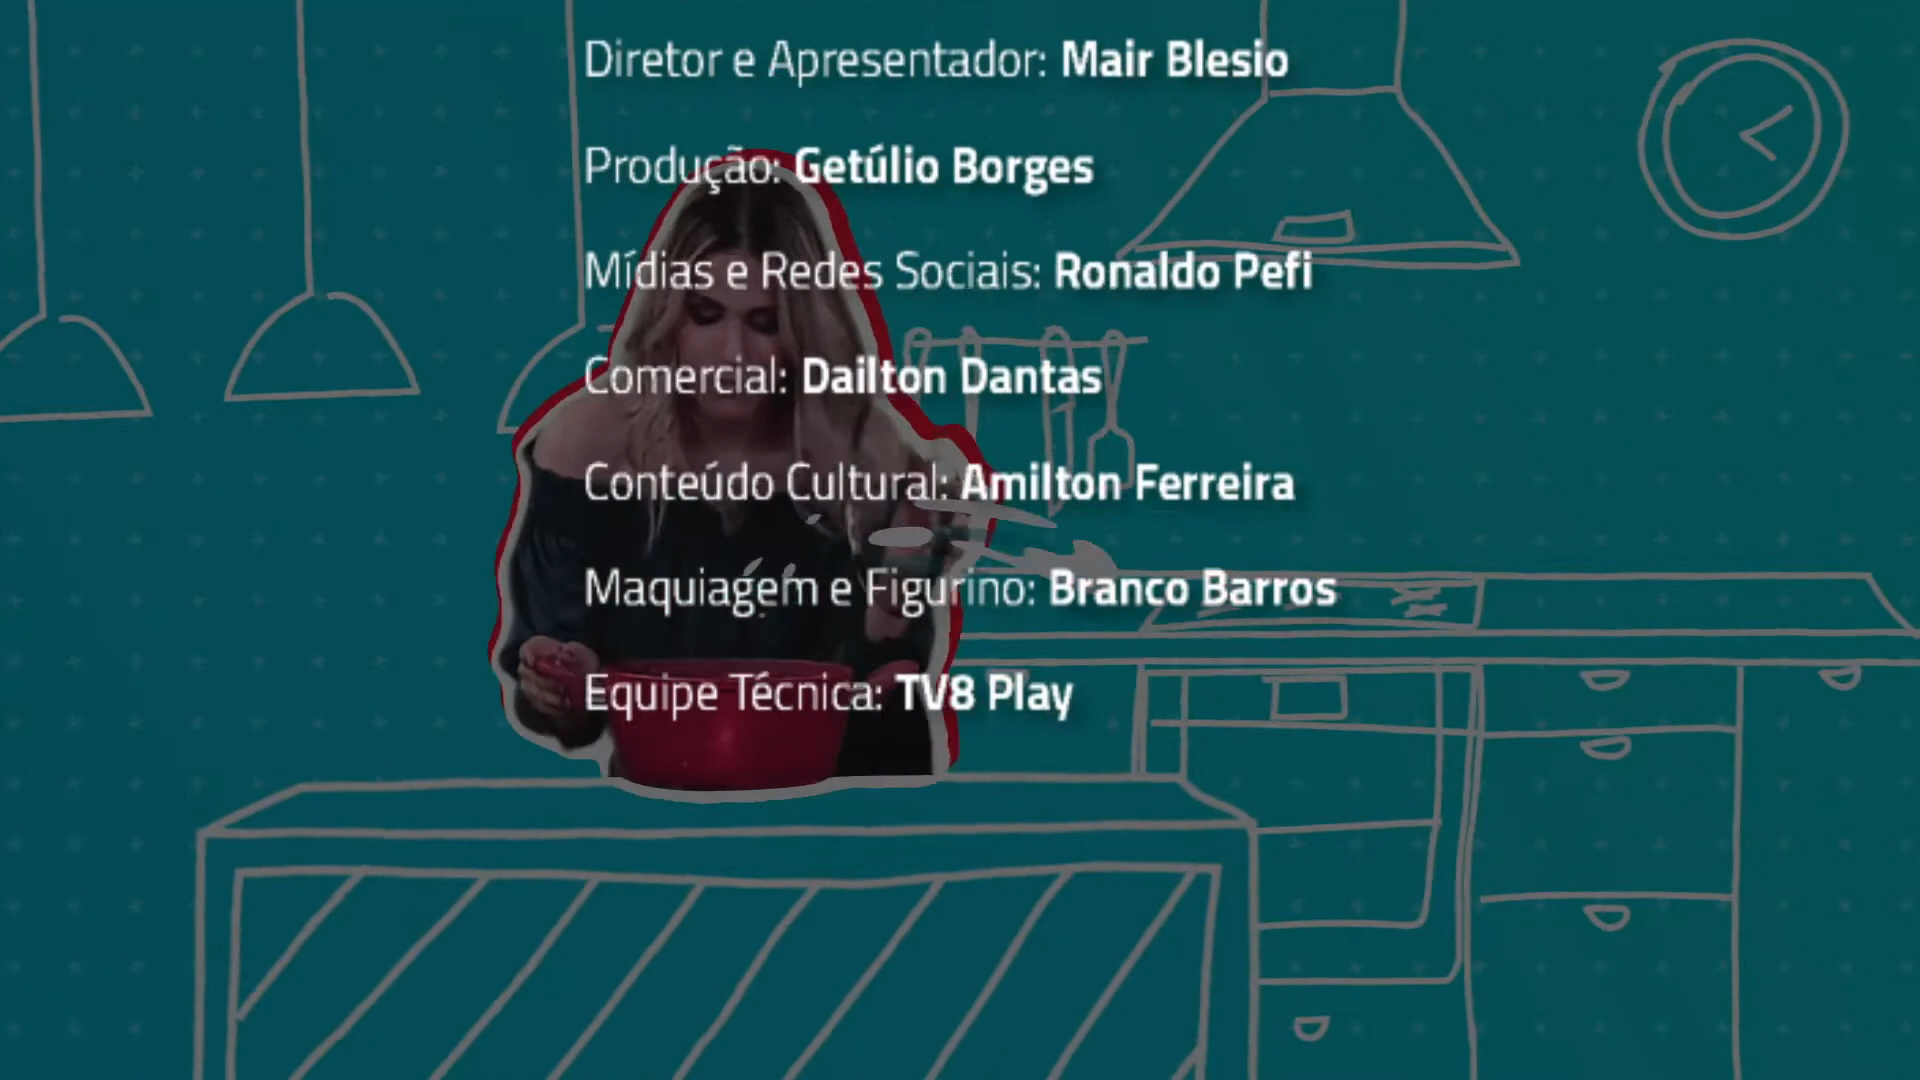 Diretor e Apresentador: Mair Blesio
Produção: Getúlio Borges
Mídias e Redes Sociais: Ronaldo Pefi
Comercial: Dailton Dantas
Conteúdo Cultural: Amilton Ferreira
Maquiagem e Figurino: Branco Barros
Equipe Técnica: TV8 Play